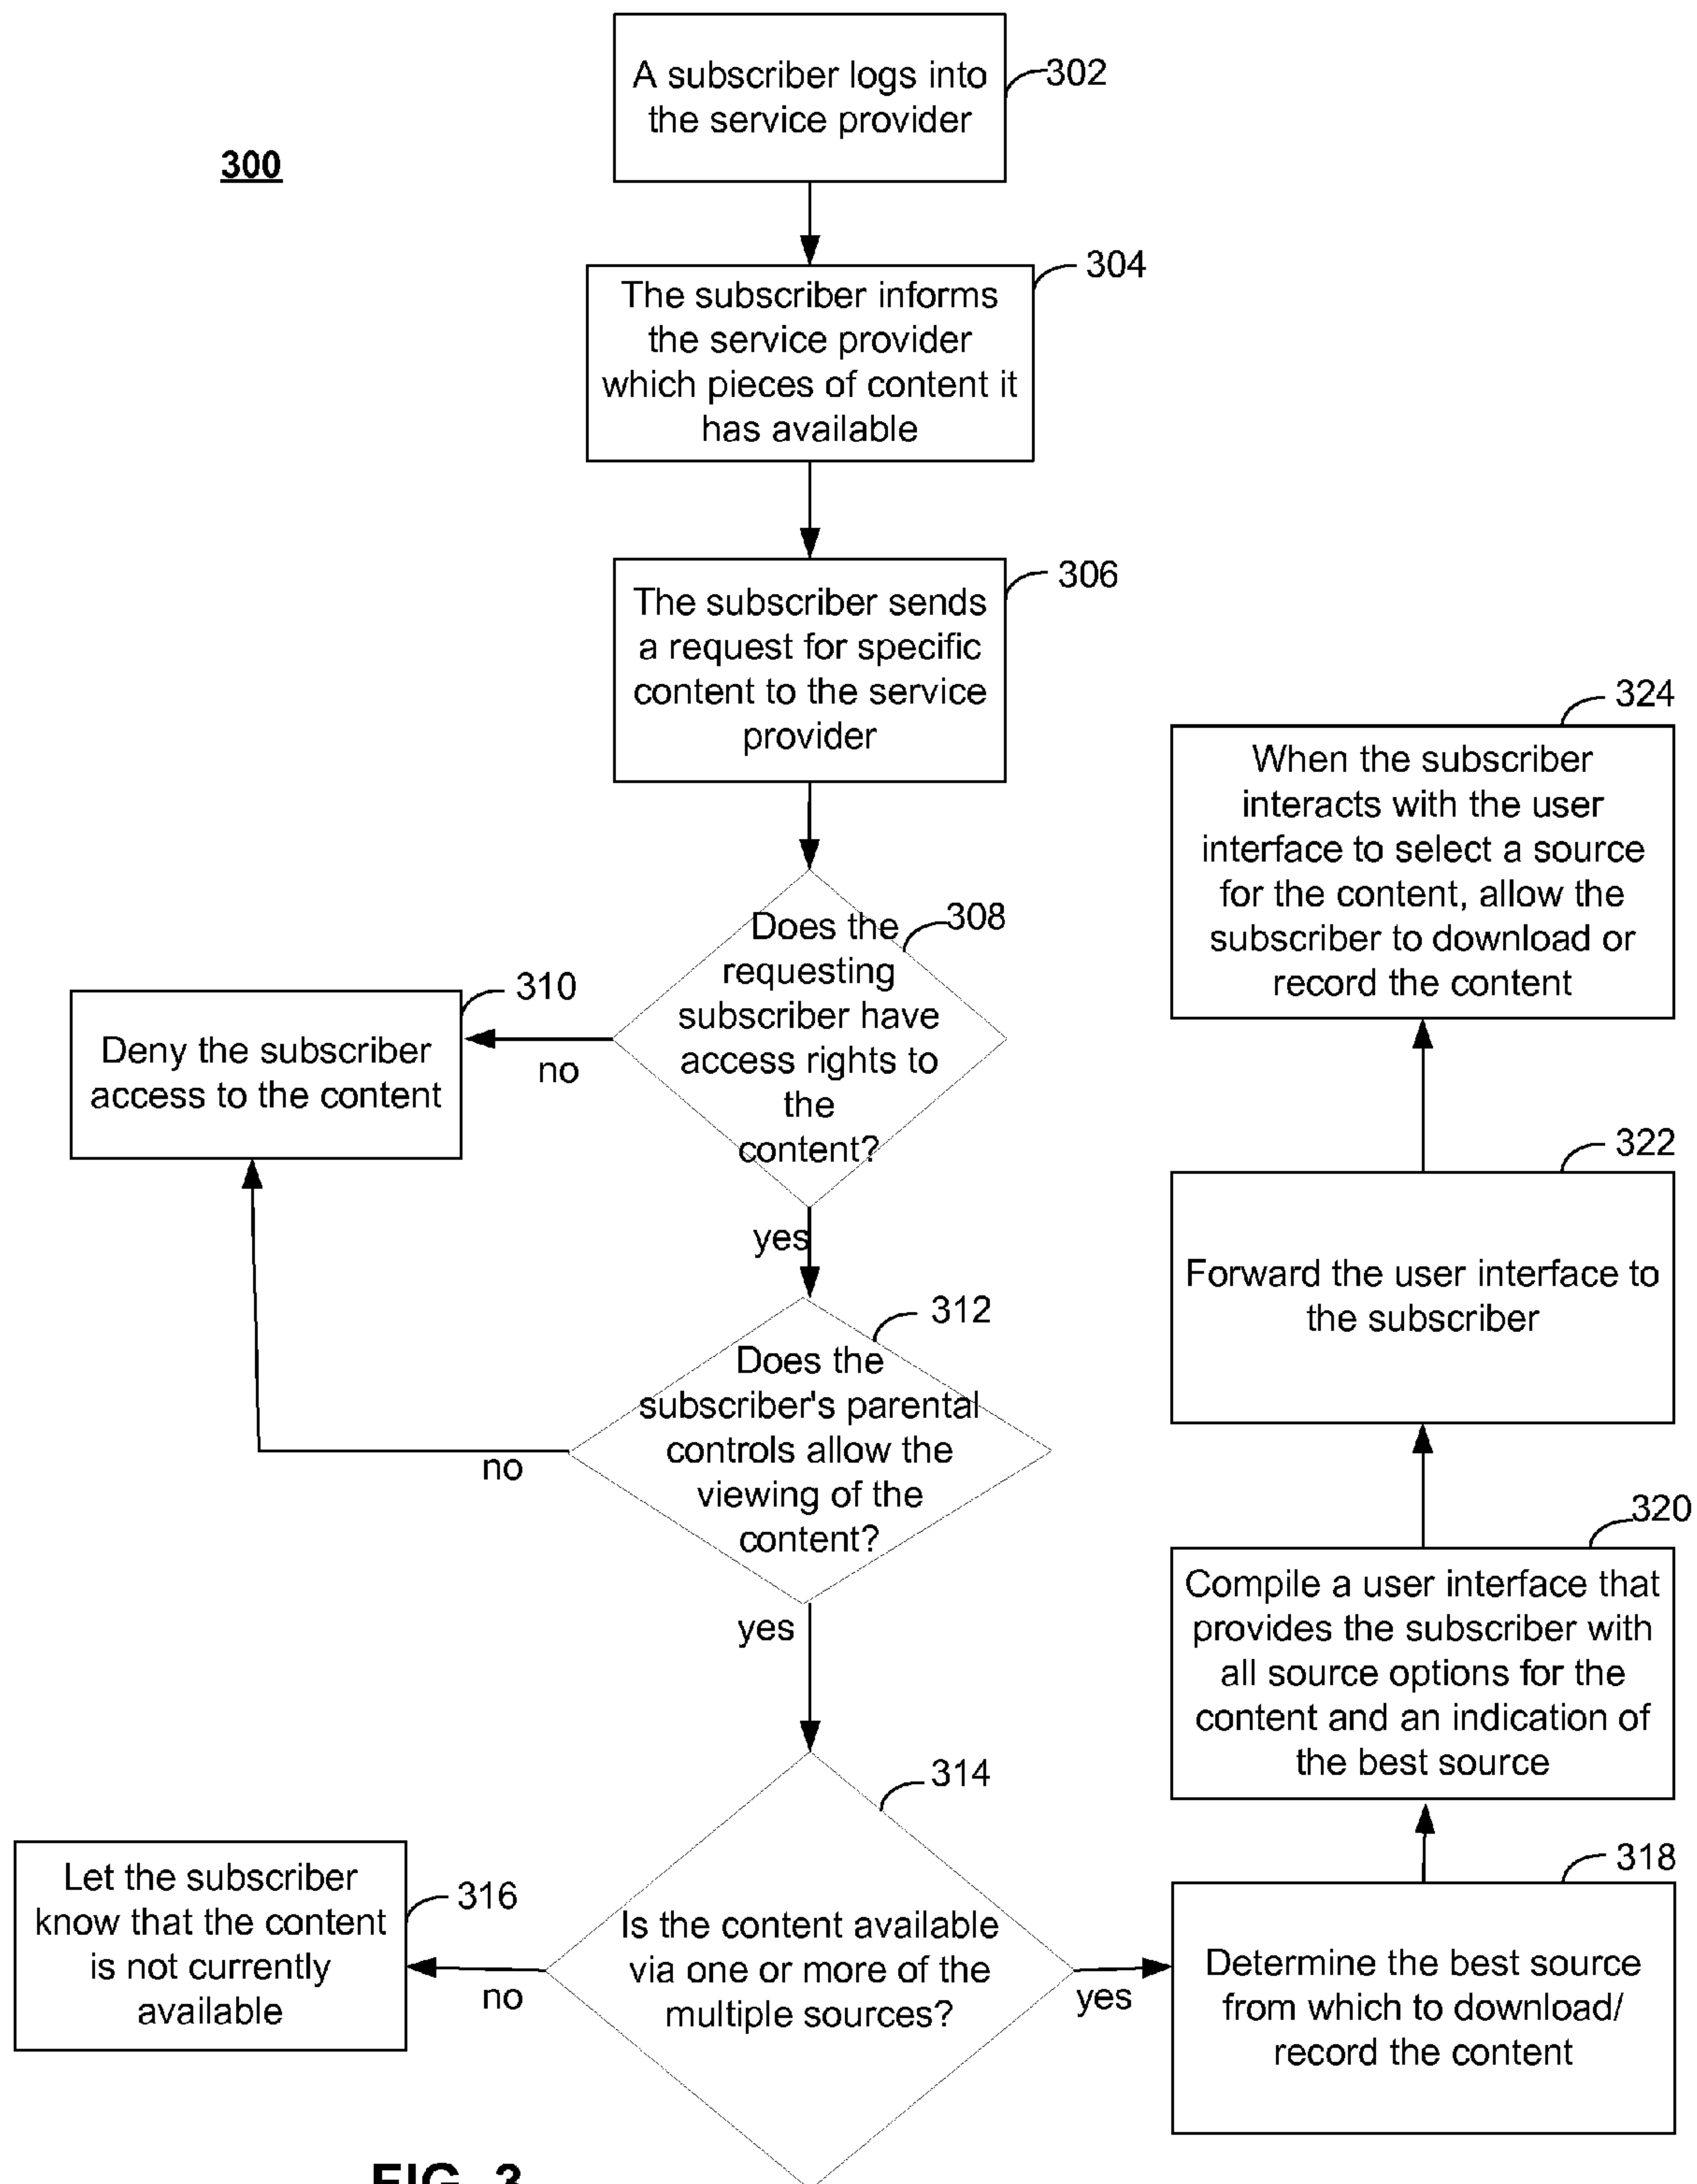 300
A subscriber logs into
the service provider
302
The subscriber informs
the service provider
which pieces of content it
has available
304
The subscriber sends
a request for specific
content to the service
provider
306
Does the
requesting
subscriber have
access rights to
the
content?
308
no
yes
Deny the subscriber
access to the content
310
Does the
subscriber's parental
controls allow the
viewing of the
content?
312
no
yes
Is the content available
via one or more of the
multiple sources?
314
no
yes
Let the subscriber
know that the content
is not currently
available
316
Determine the best source
from which to download/
record the content
318
Compile a user interface that
provides the subscriber with
all source options for the
content and an indication of
the best source
320
Forward the user interface to
the subscriber
322
When the subscriber
interacts with the user
interface to select a source
for the content, allow the
subscriber to download or
record the content
324
FIG. 3